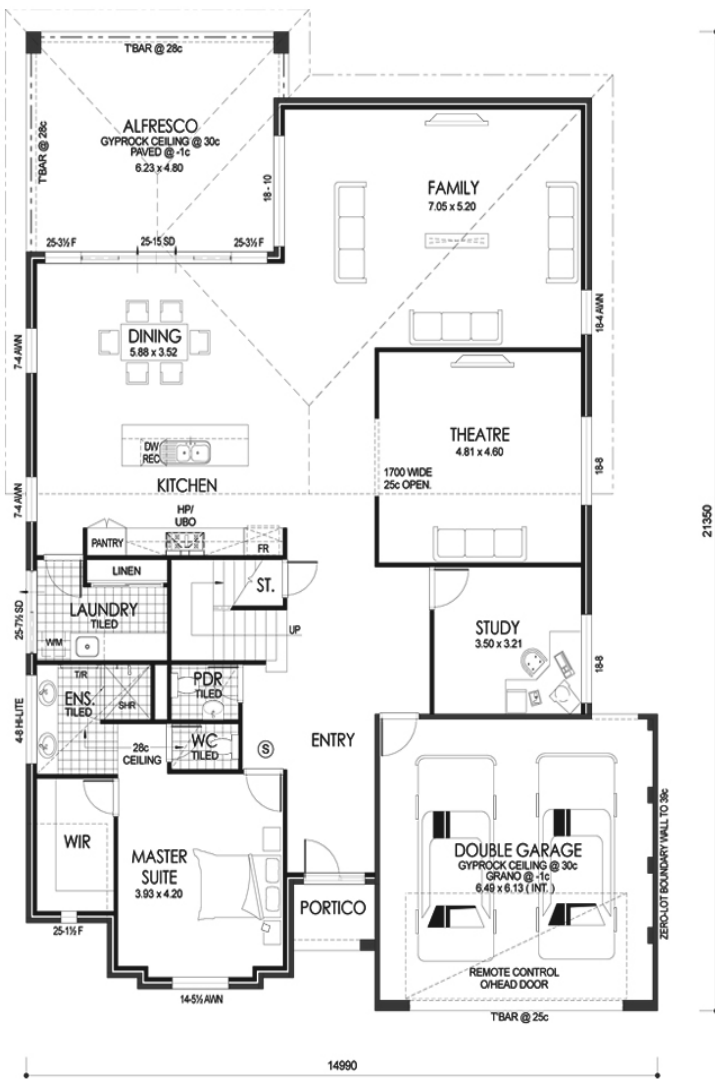 T'BAR @ 28c
ALFRESCO
GYPROCK CEILING @ 30c
PAVED @ -1c
6.23 x 4.80
T'BAR @ 28c
18 - 10
FAMILY
7.05 x 5.20
25-3½ F
25-15 SD
25-3½ F
18-4 AWN
7-4 AWN
DINING
5.88 x 3.52
THEATRE
4.81 x 4.60
1700 WIDE
25c OPEN.
18-8
DW
REC
KITCHEN
7-4 AWN
HP/
UBO
PANTRY
FR
21350
LINEN
ST.
LAUNDRY
TILED
25-7½ SD
WM
UP
STUDY
3.50 x 3.21
18-8
T/R
ENS.
TILED
SHR
PDR
TILED
4-8 HI-LITE
WC
TILED
28c
CEILING
S
ENTRY
WIR
MASTER
SUITE
3.93 x 4.20
DOUBLE GARAGE
GYPROCK CEILING @ 30c
GRANO @ -1c
6.49 x 6.13 ( INT. )
ZERO-LOT BOUNDARY WALL TO 39c
PORTICO
25-1½ F
REMOTE CONTROL
O/HEAD DOOR
14-5½ AWN
T'BAR @ 25c
14990